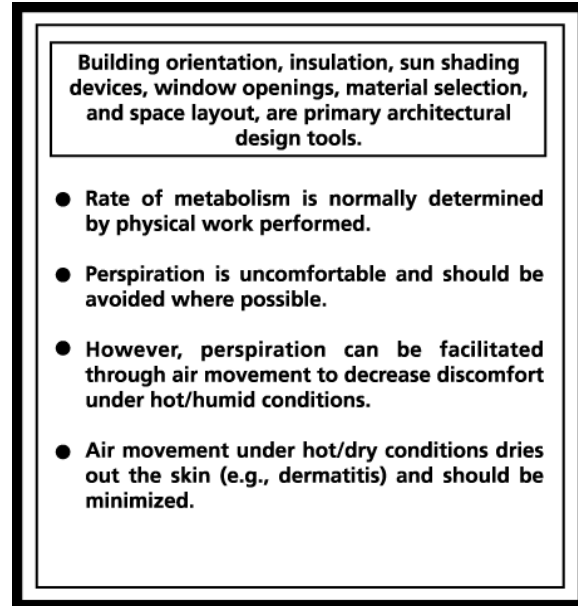 Building orientation, insulation, sun shading
devices, window openings, material selection,
and space layout, are primary architectural
design tools.
● Rate of metabolism is normally determined
by physical work performed.
● Perspiration is uncomfortable and should be
avoided where possible.
● However, perspiration can be facilitated
through air movement to decrease discomfort
under hot/humid conditions.
● Air movement under hot/dry conditions dries
out the skin (e.g., dermatitis) and should be
minimized.